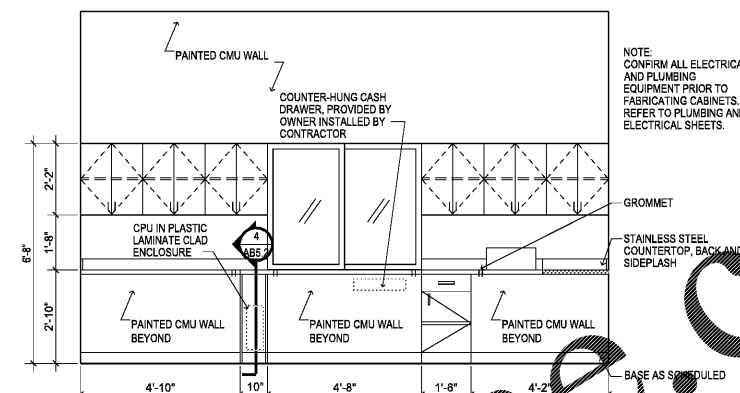 PAINTED CMU WALL
COUNTER-HUNG CASH
DRAWER, PROVIDED BY
OWNER INSTALLED BY
CONTRACTOR
NOTE:
CONFIRM ALL ELECTRICA
AND PLUMBING
EQUIPMENT PRIOR TO
FABRICATING CABINETS.
REFER TO PLUMBING AND
ELECTRICAL SHEETS.
6'-8"
2'-2"
1'-8"
2'-10"
CPU IN PLASTIC
LAMINATE CLAD
ENCLOSURE
4
AB5.2
GROMMET
STAINLESS STEEL
COUNTERTOP, BACK AND
SIDEPLASH
PAINTED CMU WALL
BEYOND
PAINTED CMU WALL
BEYOND
PAINTED CMU WALL
BEYOND
BASE AS SCHEDULED
4'-10"
10"
4'-8"
1'-6"
4'-2"